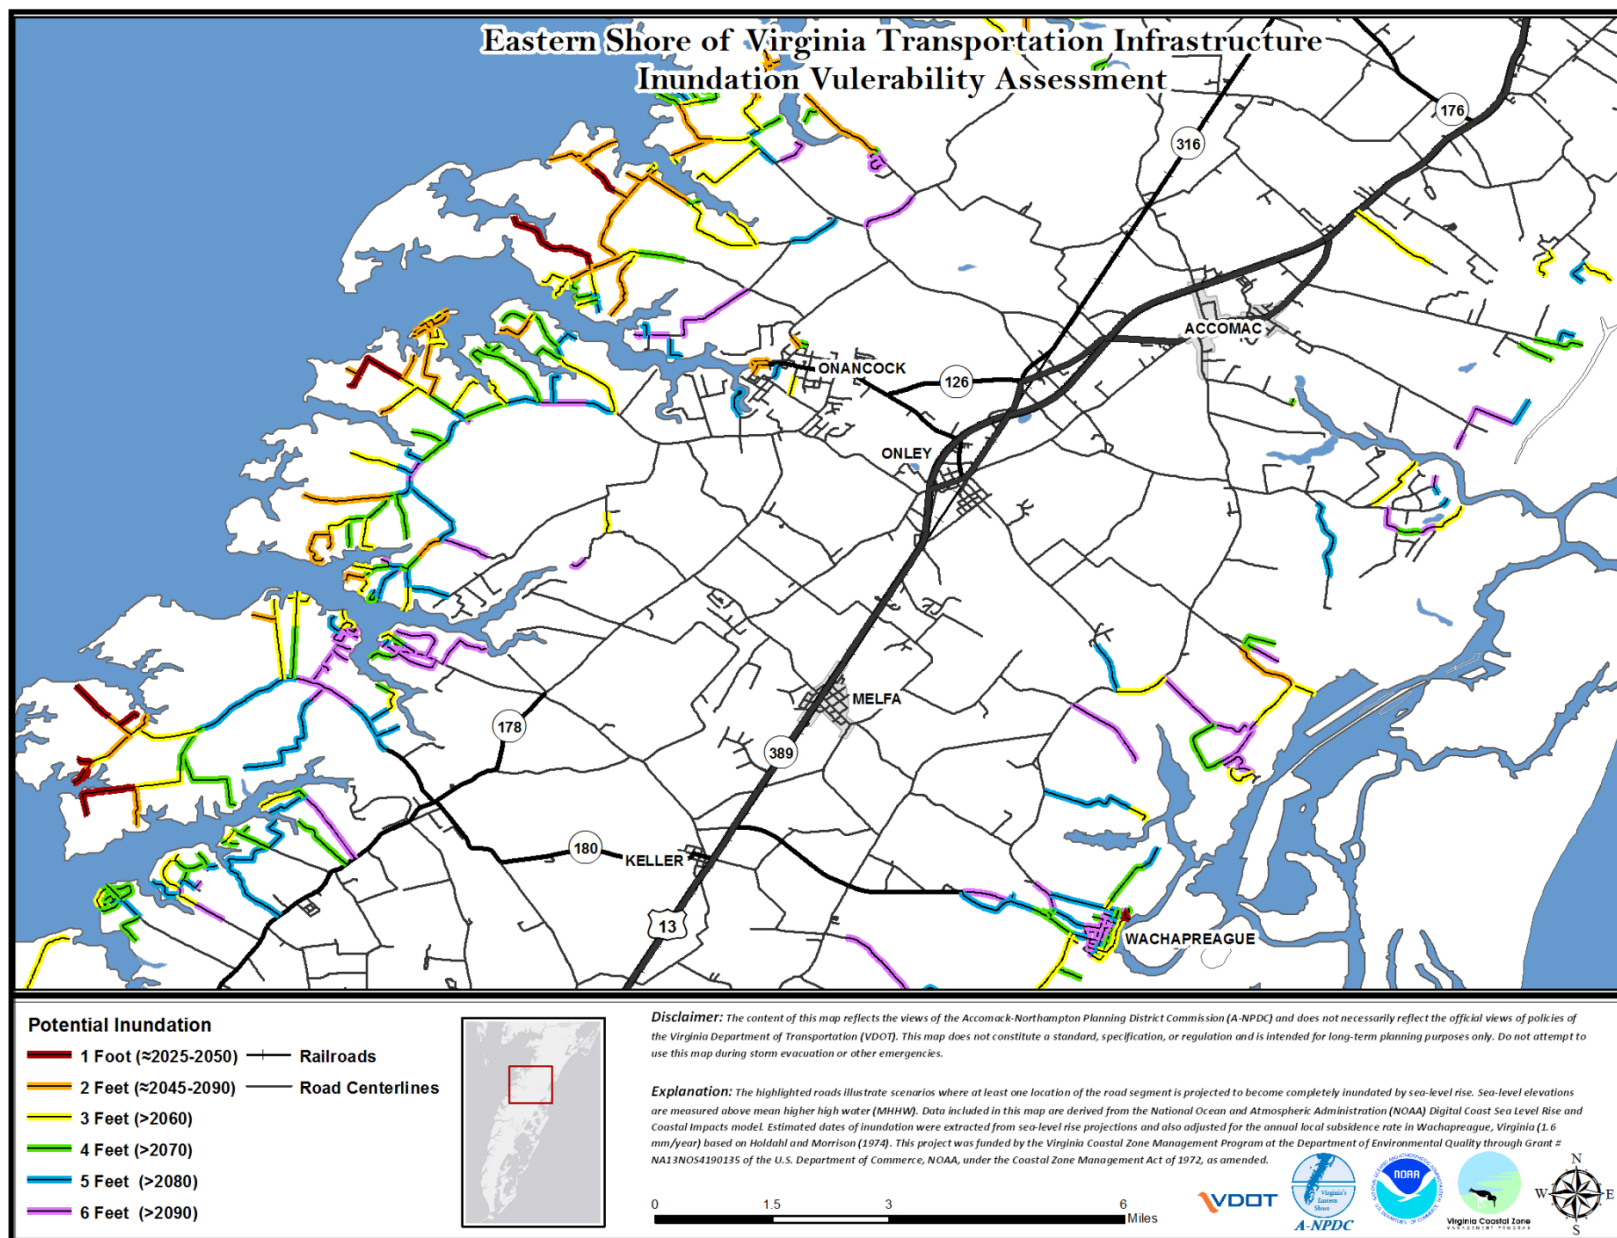 Eastern Shore of Virginia Transportation Infrastructure
Inundation Vulerability Assessment
176
316
ACCOMAC
ONANCOCK
126
ONLEY
MELFA
178
389
180
KELLER
13
WACHAPREAGUE
Potential Inundation
1 Foot (≈2025-2050)
2 Feet (≈2045-2090)
3 Feet (>2060)
4 Feet (>2070)
5 Feet (>2080)
6 Feet (>2090)
Railroads
Road Centerlines
Disclaimer: The content of this map reflects the views of the Accomack-Northampton Planning District Commission (A-NPDC) and does not necessarily reflect the official views of policies of
the Virginia Department of Transportation (VDOT). This map does not constitute a standard, specification, or regulation and is intended for long-term planning purposes only. Do not attempt to
use this map during storm evacuation or other emergencies.
Explanation: The highlighted roads illustrate scenarios where at least one location of the road segment is projected to become completely inundated by sea-level rise. Sea-level elevations
are measured above mean higher high water (MHHW). Data included in this map are derived from the National Ocean and Atmospheric Administration (NOAA) Digital Coast Sea Level Rise and
Coastal Impacts model. Estimated dates of inundation were extracted from sea-level rise projections and also adjusted for the annual local subsidence rate in Wachapreague, Virginia (1.6
mm/year) based on Holdahl and Morrison (1974). This project was funded by the Virginia Coastal Zone Management Program at the Department of Environmental Quality through Grant #
NA13NOS4190135 of the U.S. Department of Commerce, NOAA, under the Coastal Zone Management Act of 1972, as amended.
0 1.5 3 6
Miles
VDOT
Virginia's
Eastern
Shore
A-NPDC
NOAA
Virginia Coastal Zone
MANAGEMENT PROGRAM
N
W E
S